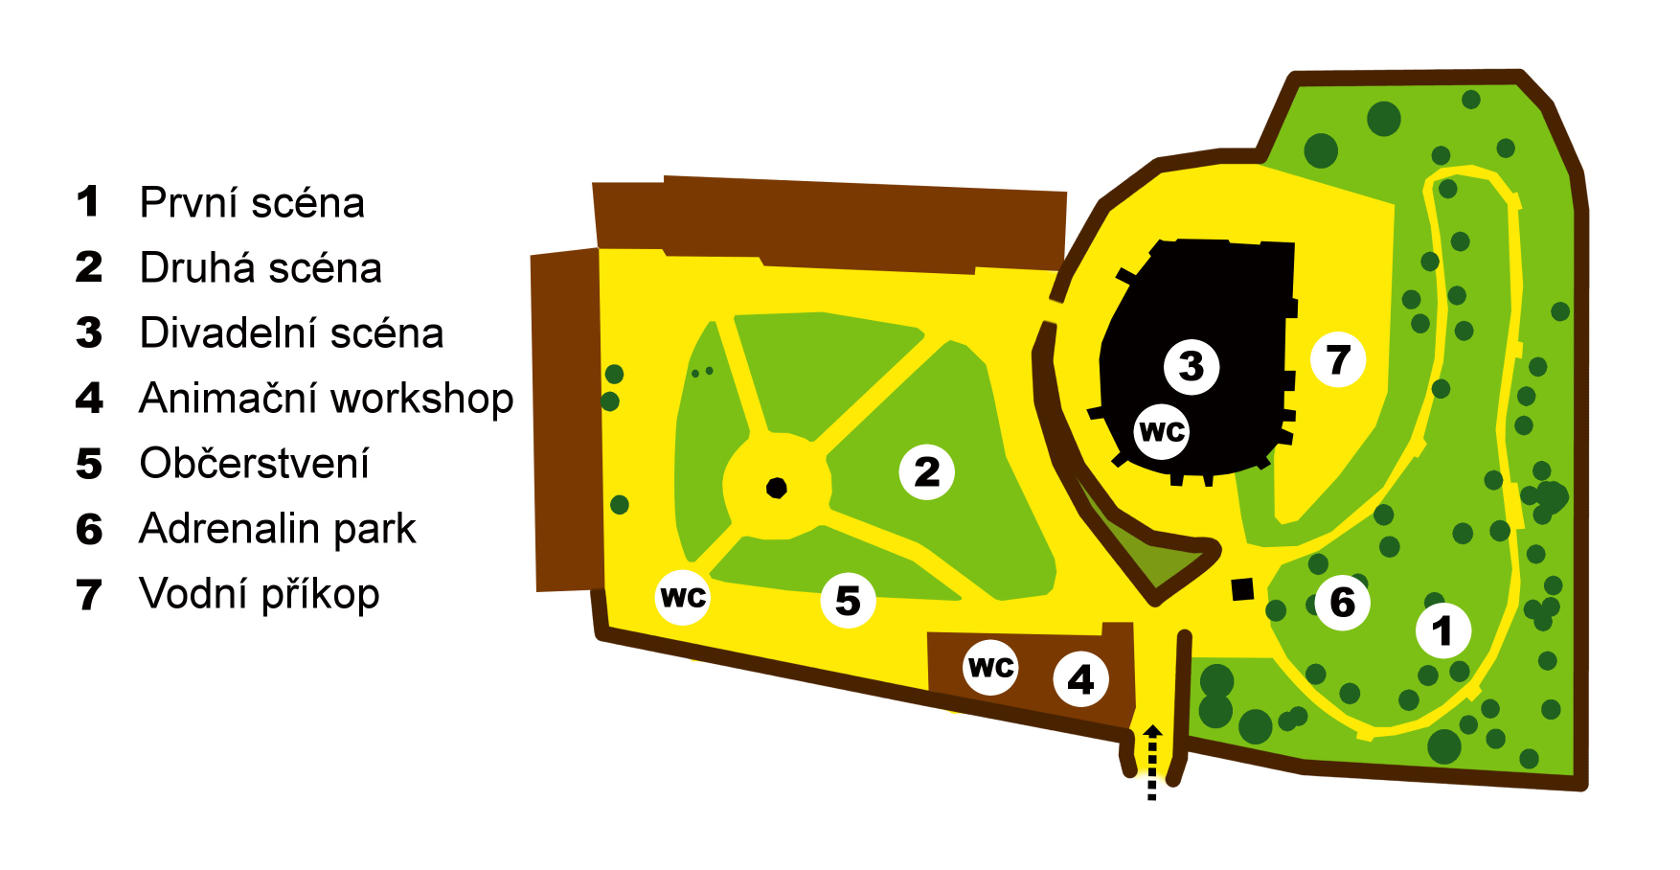 1 První scéna
2 Druhá scéna
3 Divadelní scéna
4 Animační workshop
5 Občerstvení
6 Adrenalin park
7 Vodní příkop
3
7
WC
2
WC
5
6
1
WC
4